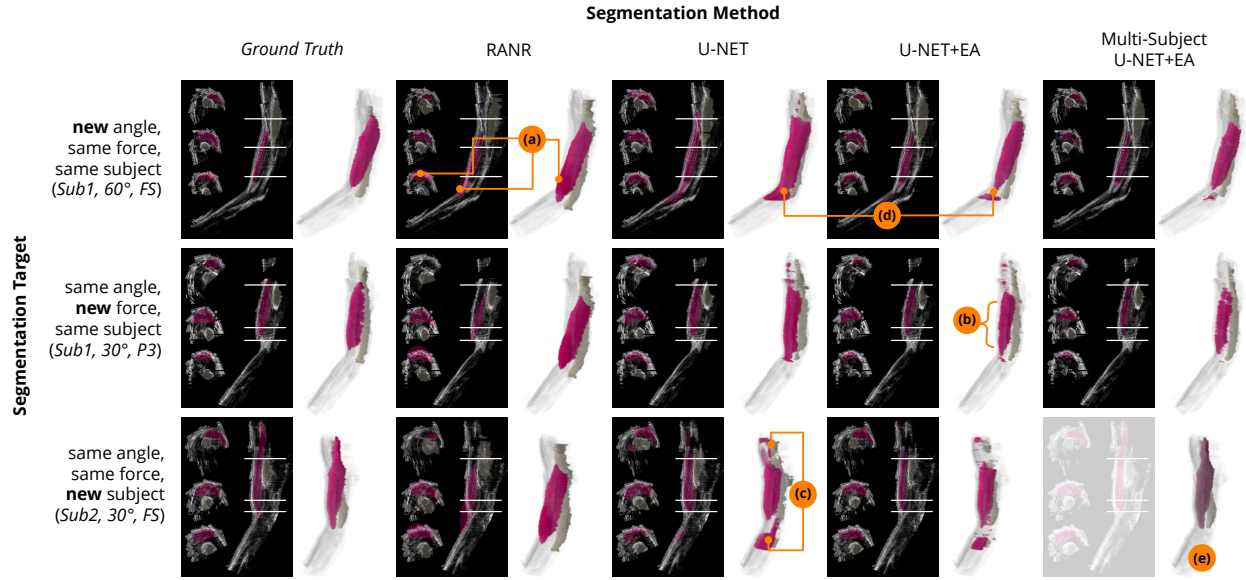 Segmentation Method
Ground Truth
RANR
U-NET
U-NET+EA
Multi-Subject
U-NET+EA
Segmentation Target
new angle,
same force,
same subject
(Sub1, 60°, FS)
(a)
(d)
same angle,
new force,
same subject
(Sub1, 30°, P3)
(b)
same angle,
same force,
new subject
(Sub2, 30°, FS)
(c)
(e)